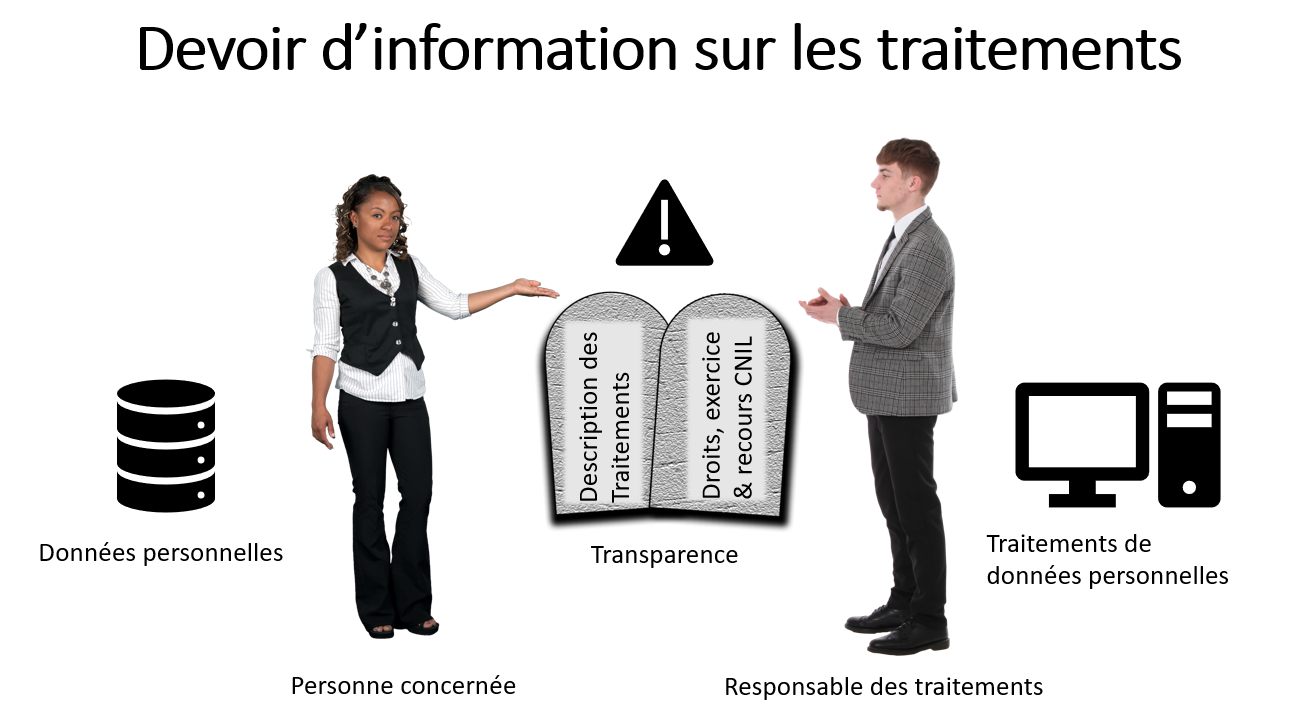 Devoir d’information sur les traitements
Description des
Traitements
Droits, exercice
& recours CNIL
Données personnelles
Transparence
Traitements de
données personnelles
Personne concernée
Responsable des traitements